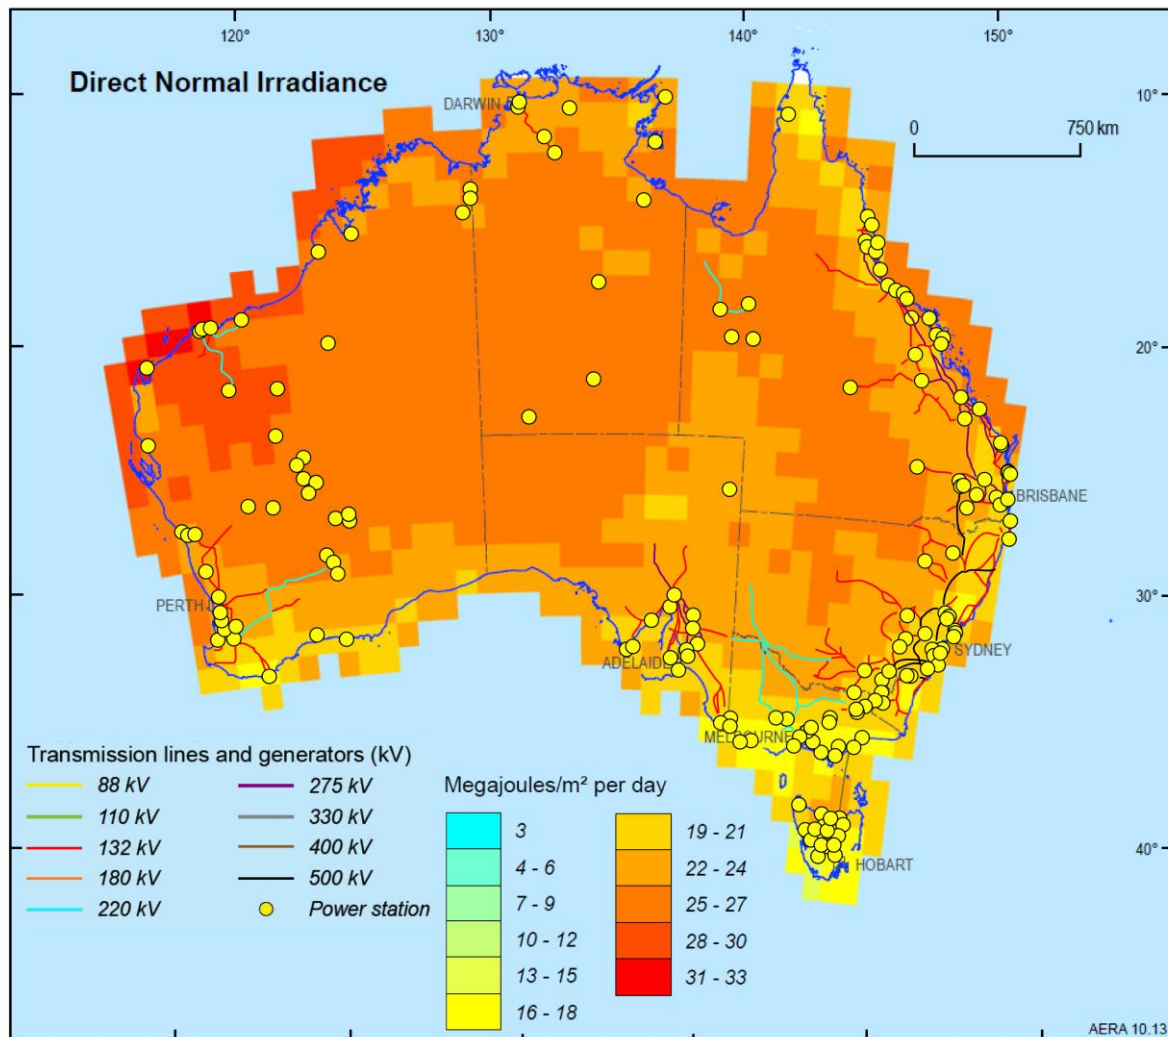 120°
130°
140°
150°
Direct Normal Irradiance
DARWIN
10°
0
750 km
20°
BRISBANE
30°
PERTH
ADELAIDE
SYDNEY
MELBOURNE
HOBART
40°
Transmission lines and generators (kV)
88 kV
110 kV
132 kV
180 kV
220 kV
275 kV
330 kV
400 kV
500 kV
Power station
Megajoules/m² per day
3
4 - 6
7 - 9
10 - 12
13 - 15
16 - 18
19 - 21
22 - 24
25 - 27
28 - 30
31 - 33
AERA 10.13